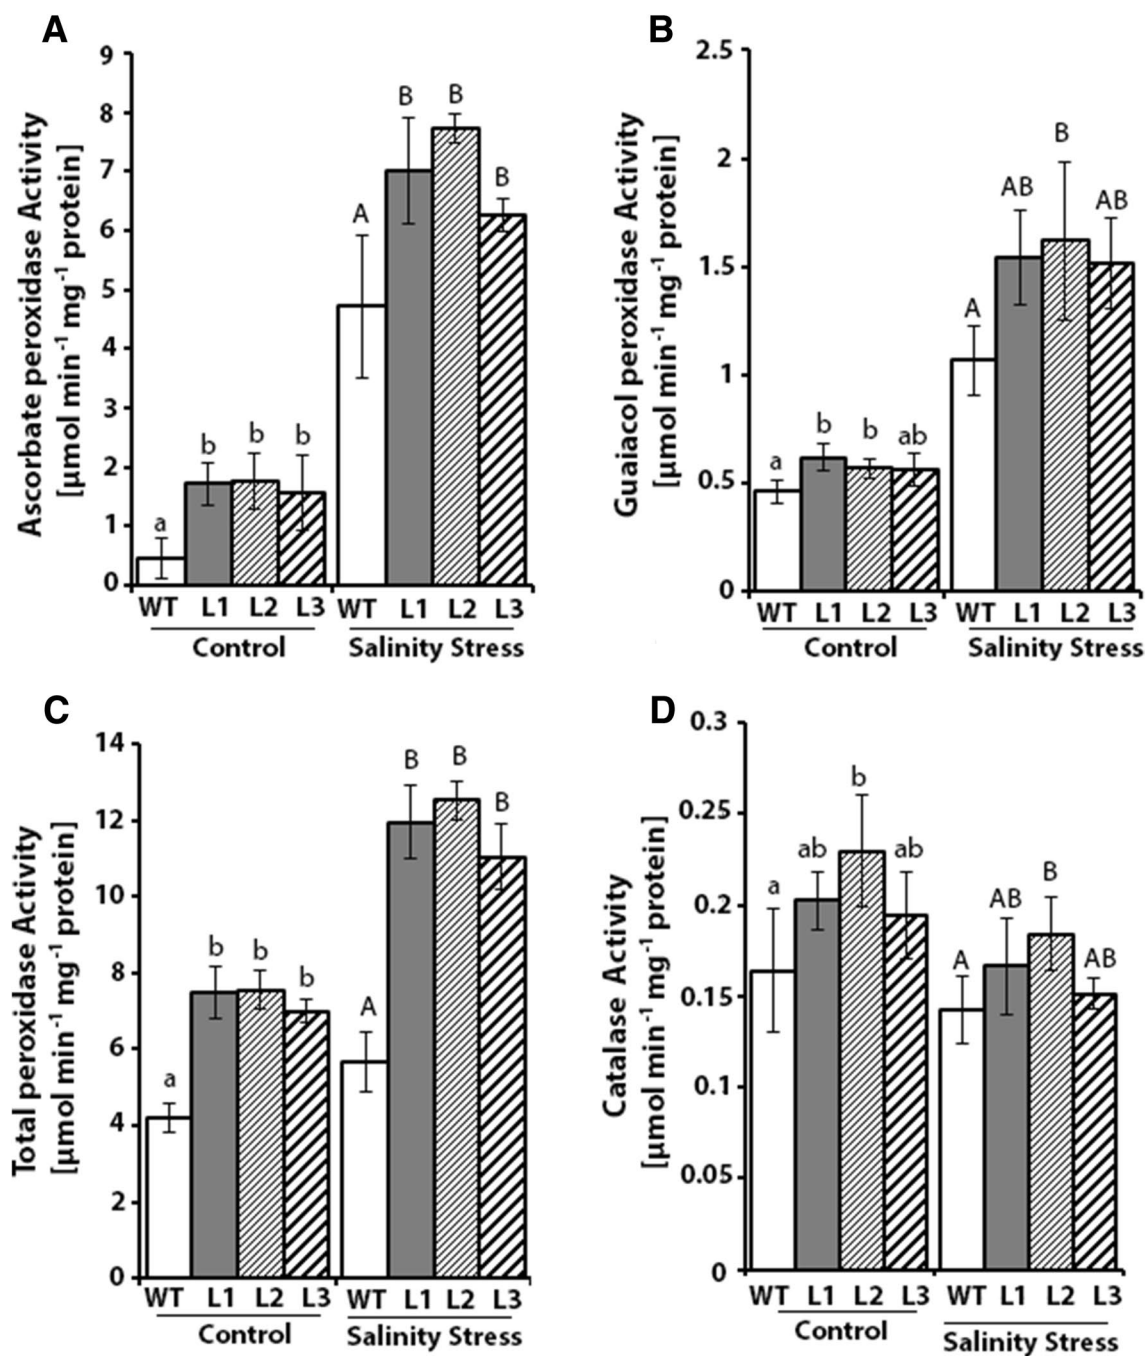 A
Ascorbate peroxidase Activity
[µmol min⁻¹ mg⁻¹ protein]
9
8
7
6
5
4
3
2
1
0
a
b
b
b
A
B
B
B
WT L1 L2 L3 WT L1 L2 L3
Control Salinity Stress
B
Guaiacol peroxidase Activity
[µmol min⁻¹ mg⁻¹ protein]
2.5
2
1.5
1
0.5
0
a
b
b
ab
A
AB
B
AB
WT L1 L2 L3 WT L1 L2 L3
Control Salinity Stress
C
Total peroxidase Activity
[µmol min⁻¹ mg⁻¹ protein]
14
12
10
8
6
4
2
0
a
b
b
b
A
B
B
B
WT L1 L2 L3 WT L1 L2 L3
Control Salinity Stress
D
Catalase Activity
[µmol min⁻¹ mg⁻¹ protein]
0.3
0.25
0.2
0.15
0.1
0.05
0
a
ab
b
ab
A
AB
B
AB
WT L1 L2 L3 WT L1 L2 L3
Control Salinity Stress